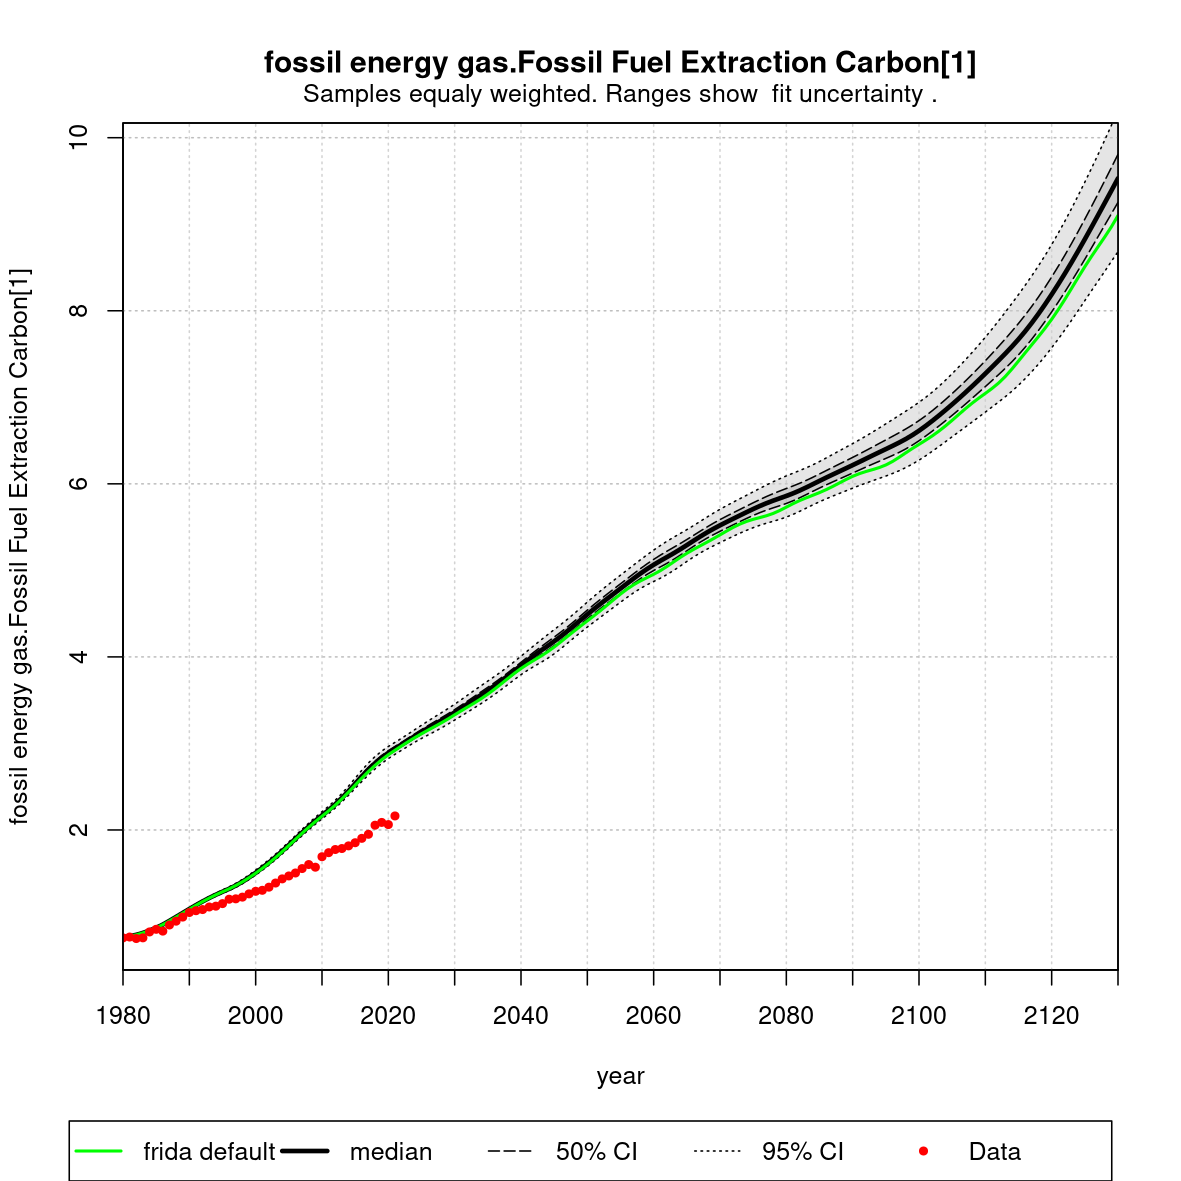 fossil energy gas.Fossil Fuel Extraction Carbon[1]
Samples equaly weighted. Ranges show  fit uncertainty .
fossil energy gas.Fossil Fuel Extraction Carbon[1]
10
8
6
4
2
1980 2000 2020 2040 2060 2080 2100 2120
year
frida default median 50% CI 95% CI Data